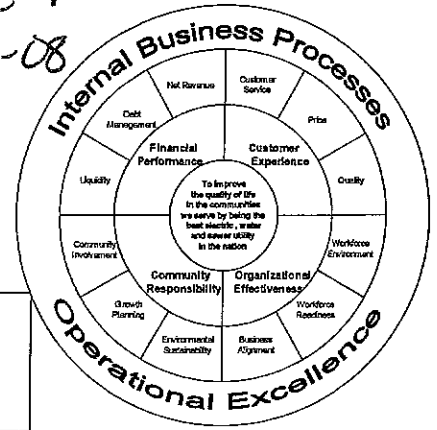 -08
Internal Business Processes
Net Revenue
Customer
Service
Debt
Management
Price
Financial
Performance
Customer
Experience
Liquidity
Quality
To improve
the quality of life
in the communities
we serve by being the
best electric, water
and sewer utility
in the nation
Community
Involvement
Workforce
Environment
Community
Responsibility
Organizational
Effectiveness
Growth
Planning
Workforce
Readiness
Environmental
Sustainability
Business
Alignment
Operational Excellence